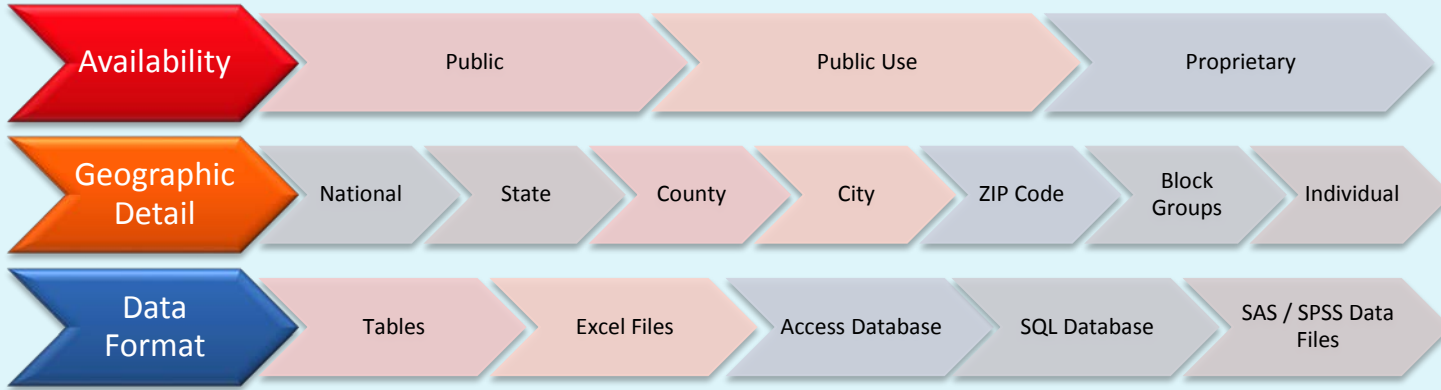 Availability
Public
Public Use
Proprietary
Geographic
Detail
National
State
County
City
ZIP Code
Block
Groups
Individual
Data
Format
Tables
Excel Files
Access Database
SQL Database
SAS / SPSS Data
Files